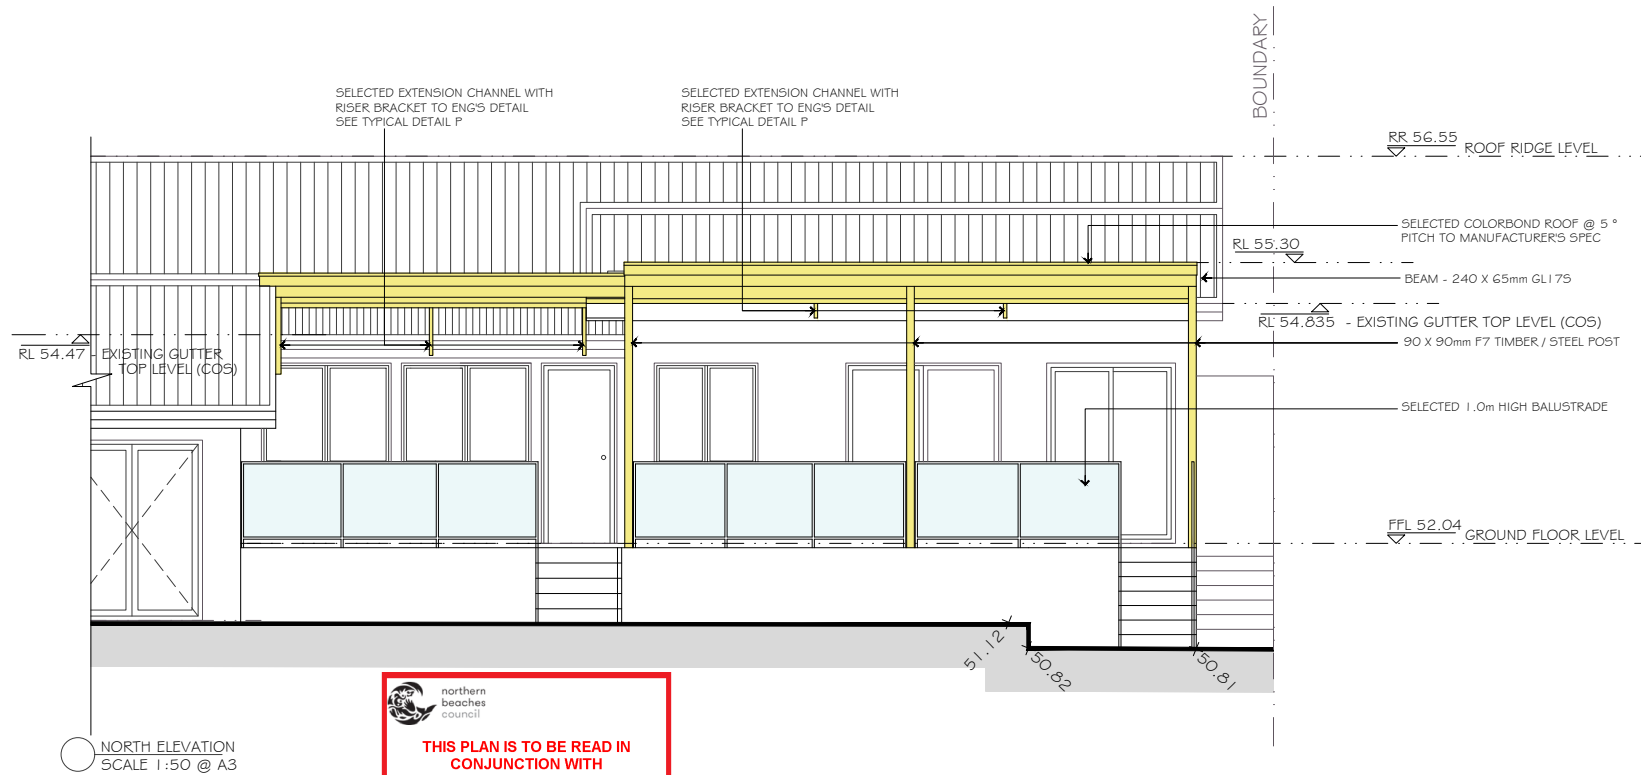 BOUNDARY
SELECTED EXTENSION CHANNEL WITH
RISER BRACKET TO ENG'S DETAIL
SEE TYPICAL DETAIL P
SELECTED EXTENSION CHANNEL WITH
RISER BRACKET TO ENG'S DETAIL
SEE TYPICAL DETAIL P
RR 56.55
ROOF RIDGE LEVEL
SELECTED COLORBOND ROOF @ 5 °
PITCH TO MANUFACTURER'S SPEC
RL 55.30
BEAM - 240 X 65mm GL17S
RL 54.835 - EXISTING GUTTER TOP LEVEL (COS)
90 X 90mm F7 TIMBER / STEEL POST
RL 54.47 - EXISTING GUTTER
TOP LEVEL (COS)
SELECTED 1.0m HIGH BALUSTRADE
FFL 52.04
GROUND FLOOR LEVEL
51.12
50.82
50.81
northern
beaches
council
THIS PLAN IS TO BE READ IN
CONJUNCTION WITH
NORTH ELEVATION
SCALE 1:50 @ A3